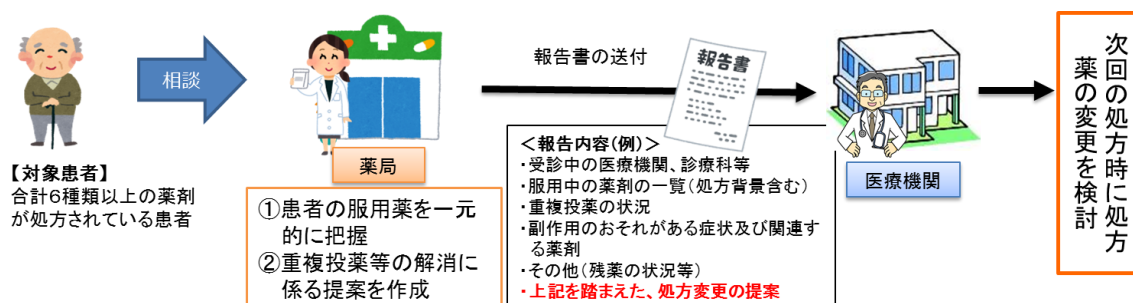 相談
【対象患者】
合計6種類以上の薬剤
が処方されている患者
薬局
①患者の服用薬を一元
的に把握
②重複投薬等の解消に
係る提案を作成
報告書の送付
報告書
<報告内容(例)>
・受診中の医療機関、診療科等
・服用中の薬剤の一覧(処方背景含む)
・重複投薬の状況
・副作用のおそれがある症状及び関連す
る薬剤
・その他(残薬の状況等)
・上記を踏まえた、処方変更の提案
医療機関
次回の処方時に処方
薬の変更を検討